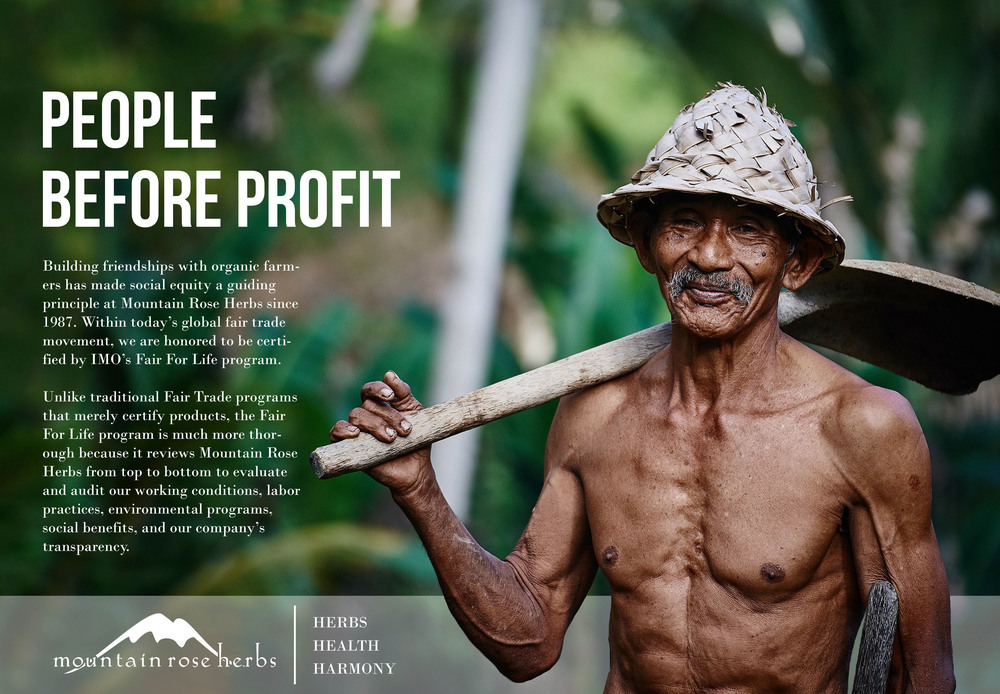 PEOPLE
BEFORE PROFIT
Building friendships with organic farm-
ers has made social equity a guiding
principle at Mountain Rose Herbs since
1987. Within today's global fair trade
movement, we are honored to be certi-
fied by IMO's Fair For Life program.
Unlike traditional Fair Trade programs
that merely certify products, the Fair
For Life program is much more thor-
ough because it reviews Mountain Rose
Herbs from top to bottom to evaluate
and audit our working conditions, labor
practices, environmental programs,
social benefits, and our company's
transparency.
mountain rose herbs
HERBS
HEALTH
HARMONY